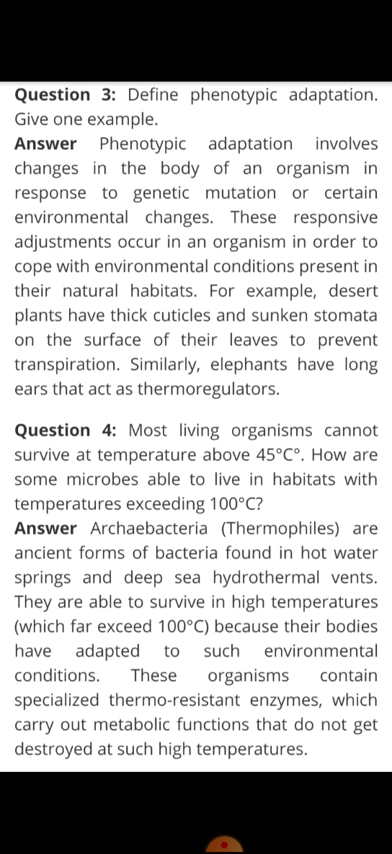 Question 3: Define phenotypic adaptation.
Give one example.
Answer Phenotypic adaptation involves
changes in the body of an organism in
response to genetic mutation or certain
environmental changes. These responsive
adjustments occur in an organism in order to
cope with environmental conditions present in
their natural habitats. For example, desert
plants have thick cuticles and sunken stomata
on the surface of their leaves to prevent
transpiration. Similarly, elephants have long
ears that act as thermoregulators.
Question 4: Most living organisms cannot
survive at temperature above 45°C°. How are
some microbes able to live in habitats with
temperatures exceeding 100°C?
Answer Archaebacteria (Thermophiles) are
ancient forms of bacteria found in hot water
springs and deep sea hydrothermal vents.
They are able to survive in high temperatures
(which far exceed 100°C) because their bodies
have adapted to such environmental
conditions. These organisms contain
specialized thermo-resistant enzymes, which
carry out metabolic functions that do not get
destroyed at such high temperatures.